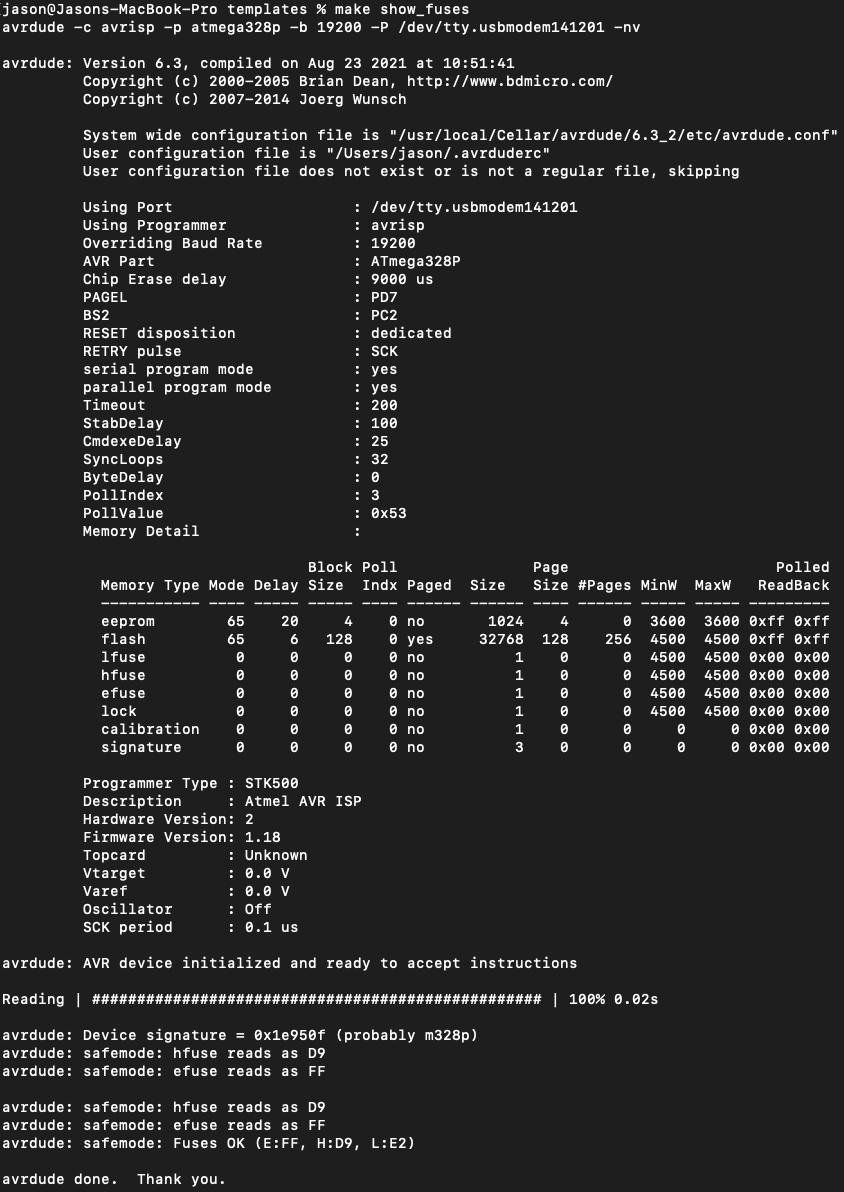 [jason@Jasons-MacBook-Pro templates % make show_fuses
avrdude -c avrisp -p atmega328p -b 19200 -P /dev/tty.usbmodem141201 -nv

avrdude: Version 6.3, compiled on Aug 23 2021 at 10:51:41
         Copyright (c) 2000-2005 Brian Dean, http://www.bdmicro.com/
         Copyright (c) 2007-2014 Joerg Wunsch

         System wide configuration file is "/usr/local/Cellar/avrdude/6.3_2/etc/avrdude.conf"
         User configuration file is "/Users/jason/.avrduderc"
         User configuration file does not exist or is not a regular file, skipping

         Using Port                    : /dev/tty.usbmodem141201
         Using Programmer              : avrisp
         Overriding Baud Rate          : 19200
         AVR Part                      : ATmega328P
         Chip Erase delay              : 9000 us
         PAGEL                         : PD7
         BS2                           : PC2
         RESET disposition             : dedicated
         RETRY pulse                   : SCK
         serial program mode           : yes
         parallel program mode         : yes
         Timeout                       : 200
         StabDelay                     : 100
         CmdexeDelay                   : 25
         SyncLoops                     : 32
         ByteDelay                     : 0
         PollIndex                     : 3
         PollValue                     : 0x53
         Memory Detail                 :

                                  Block Poll               Page                       Polled
           Memory Type Mode Delay Size  Indx Paged  Size   Size #Pages MinW  MaxW   ReadBack
           ----------- ---- ----- ----- ---- ------ ------ ---- ------ ----- ----- ---------
           eeprom        65    20     4    0 no       1024    4      0  3600  3600 0xff 0xff
           flash         65     6   128    0 yes     32768  128    256  4500  4500 0xff 0xff
           lfuse          0     0     0    0 no          1    0      0  4500  4500 0x00 0x00
           hfuse          0     0     0    0 no          1    0      0  4500  4500 0x00 0x00
           efuse          0     0     0    0 no          1    0      0  4500  4500 0x00 0x00
           lock           0     0     0    0 no          1    0      0  4500  4500 0x00 0x00
           calibration    0     0     0    0 no          1    0      0     0     0 0x00 0x00
           signature      0     0     0    0 no          3    0      0     0     0 0x00 0x00

         Programmer Type : STK500
         Description     : Atmel AVR ISP
         Hardware Version: 2
         Firmware Version: 1.18
         Topcard         : Unknown
         Vtarget         : 0.0 V
         Varef           : 0.0 V
         Oscillator      : Off
         SCK period      : 0.1 us

avrdude: AVR device initialized and ready to accept instructions

Reading | ################################################## | 100% 0.02s

avrdude: Device signature = 0x1e950f (probably m328p)
avrdude: safemode: hfuse reads as D9
avrdude: safemode: efuse reads as FF

avrdude: safemode: hfuse reads as D9
avrdude: safemode: efuse reads as FF
avrdude: safemode: Fuses OK (E:FF, H:D9, L:E2)

avrdude done.  Thank you.